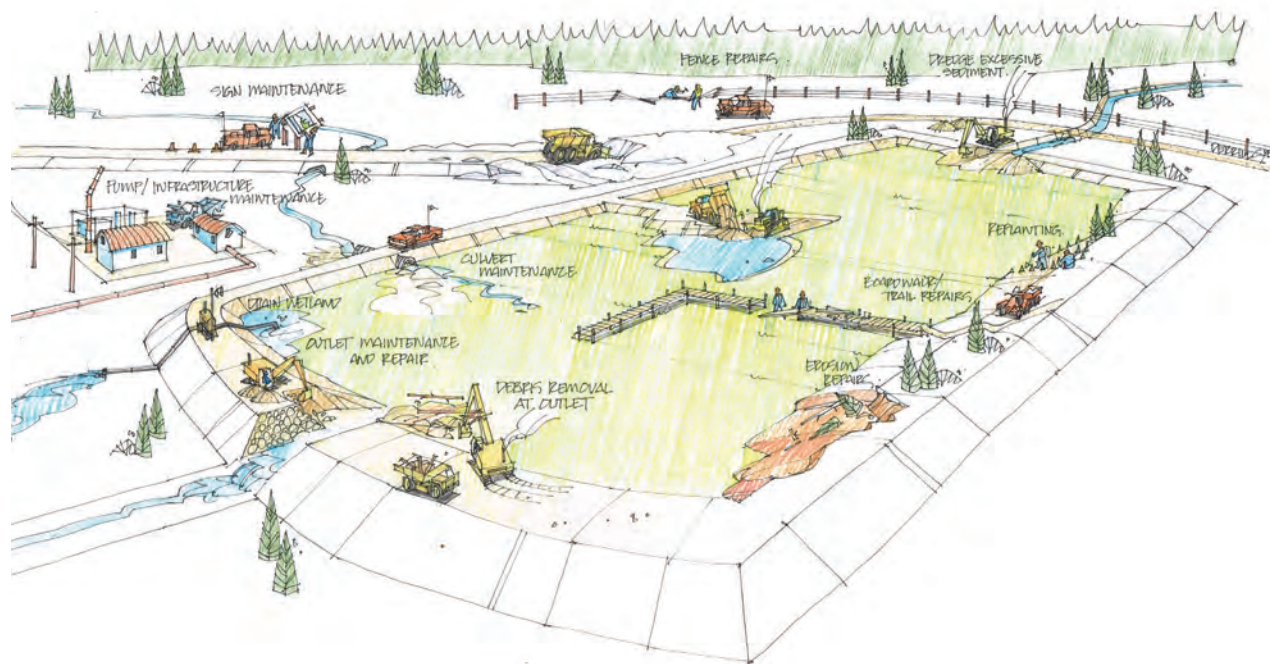 FENCE REPAIRS
DREDGE EXCESSIVE
SEDIMENT
SIGN MAINTENANCE
PUMP/INFRASTRUCTURE
MAINTENANCE
REPLANTING
CULVERT
MAINTENANCE
BOARDWALK/
TRAIL REPAIRS
DRAIN WETLAND
OUTLET MAINTENANCE
AND REPAIR
EROSION
REPAIRS
DEBRIS REMOVAL
AT OUTLET